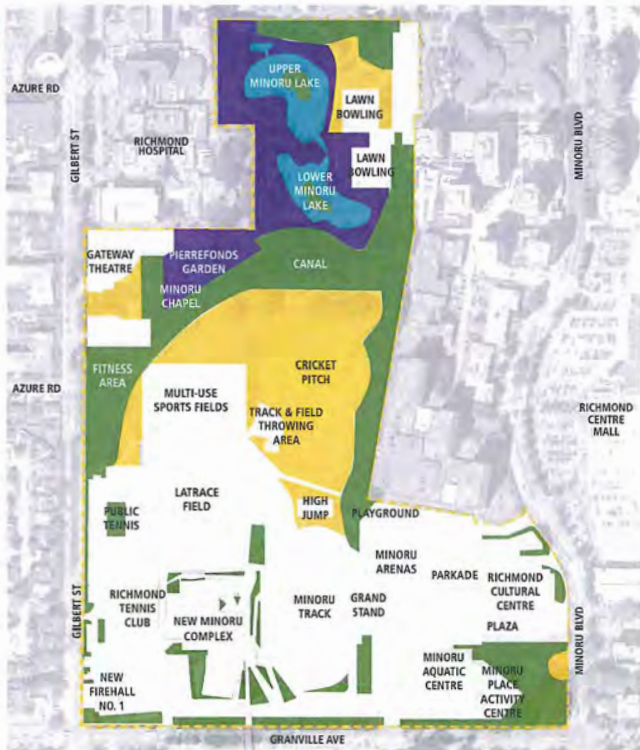 UPPER
MINORU LAKE
AZURE RD
LAWN
BOWLING
GILBERT ST
RICHMOND
HOSPITAL
MINORU BLVD
LAWN
BOWLING
LOWER
MINORU
LAKE
GATEWAY
THEATRE
PIERREFONDS
GARDEN
CANAL
MINORU
CHAPEL
FITNESS
AREA
CRICKET
PITCH
AZURE RD
MULTI-USE
SPORTS FIELDS
TRACK & FIELD
THROWING
AREA
RICHMOND
CENTRE
MALL
LATRACE
FIELD
HIGH
JUMP
PUBLIC
TENNIS
PLAYGROUND
MINORU
ARENAS
PARKADE
RICHMOND
CULTURAL
CENTRE
GILBERT ST
RICHMOND
TENNIS
CLUB
NEW MINORU
COMPLEX
MINORU
TRACK
GRAND
STAND
PLAZA
MINORU BLVD
NEW
FIREHALL
NO. 1
MINORU
AQUATIC
CENTRE
MINORU
PLACE
ACTIVITY
CENTRE
GRANVILLE AVE